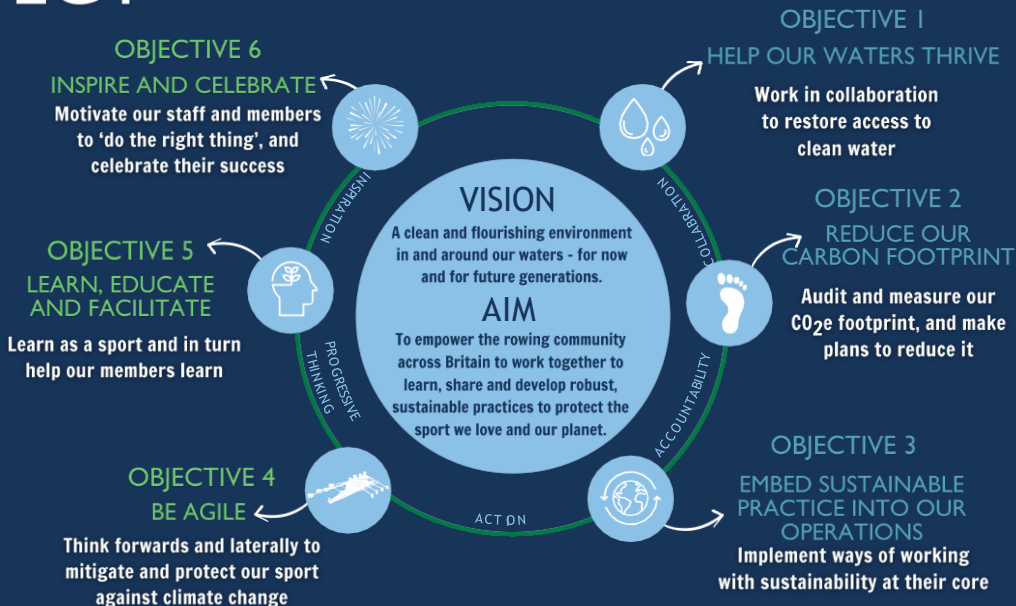 OBJECTIVE 1
HELP OUR WATERS THRIVE
Work in collaboration
to restore access to
clean water
OBJECTIVE 2
REDUCE OUR
CARBON FOOTPRINT
Audit and measure our
CO2e footprint, and make
plans to reduce it
OBJECTIVE 3
EMBED SUSTAINABLE
PRACTICE INTO OUR
OPERATIONS
Implement ways of working
with sustainability at their core
OBJECTIVE 4
BE AGILE
Think forwards and laterally to
mitigate and protect our sport
against climate change
OBJECTIVE 5
LEARN, EDUCATE
AND FACILITATE
Learn as a sport and in turn
help our members learn
OBJECTIVE 6
INSPIRE AND CELEBRATE
Motivate our staff and members
to ‘do the right thing’, and
celebrate their success
VISION
A clean and flourishing environment
in and around our waters - for now
and for future generations.
AIM
To empower the rowing community
across Britain to work together to
learn, share and develop robust,
sustainable practices to protect the
sport we love and our planet.
COLLABRATION
ACCOUNTABILITY
ACTION
PROGRESSIVE
THINKING
INSPIRATION